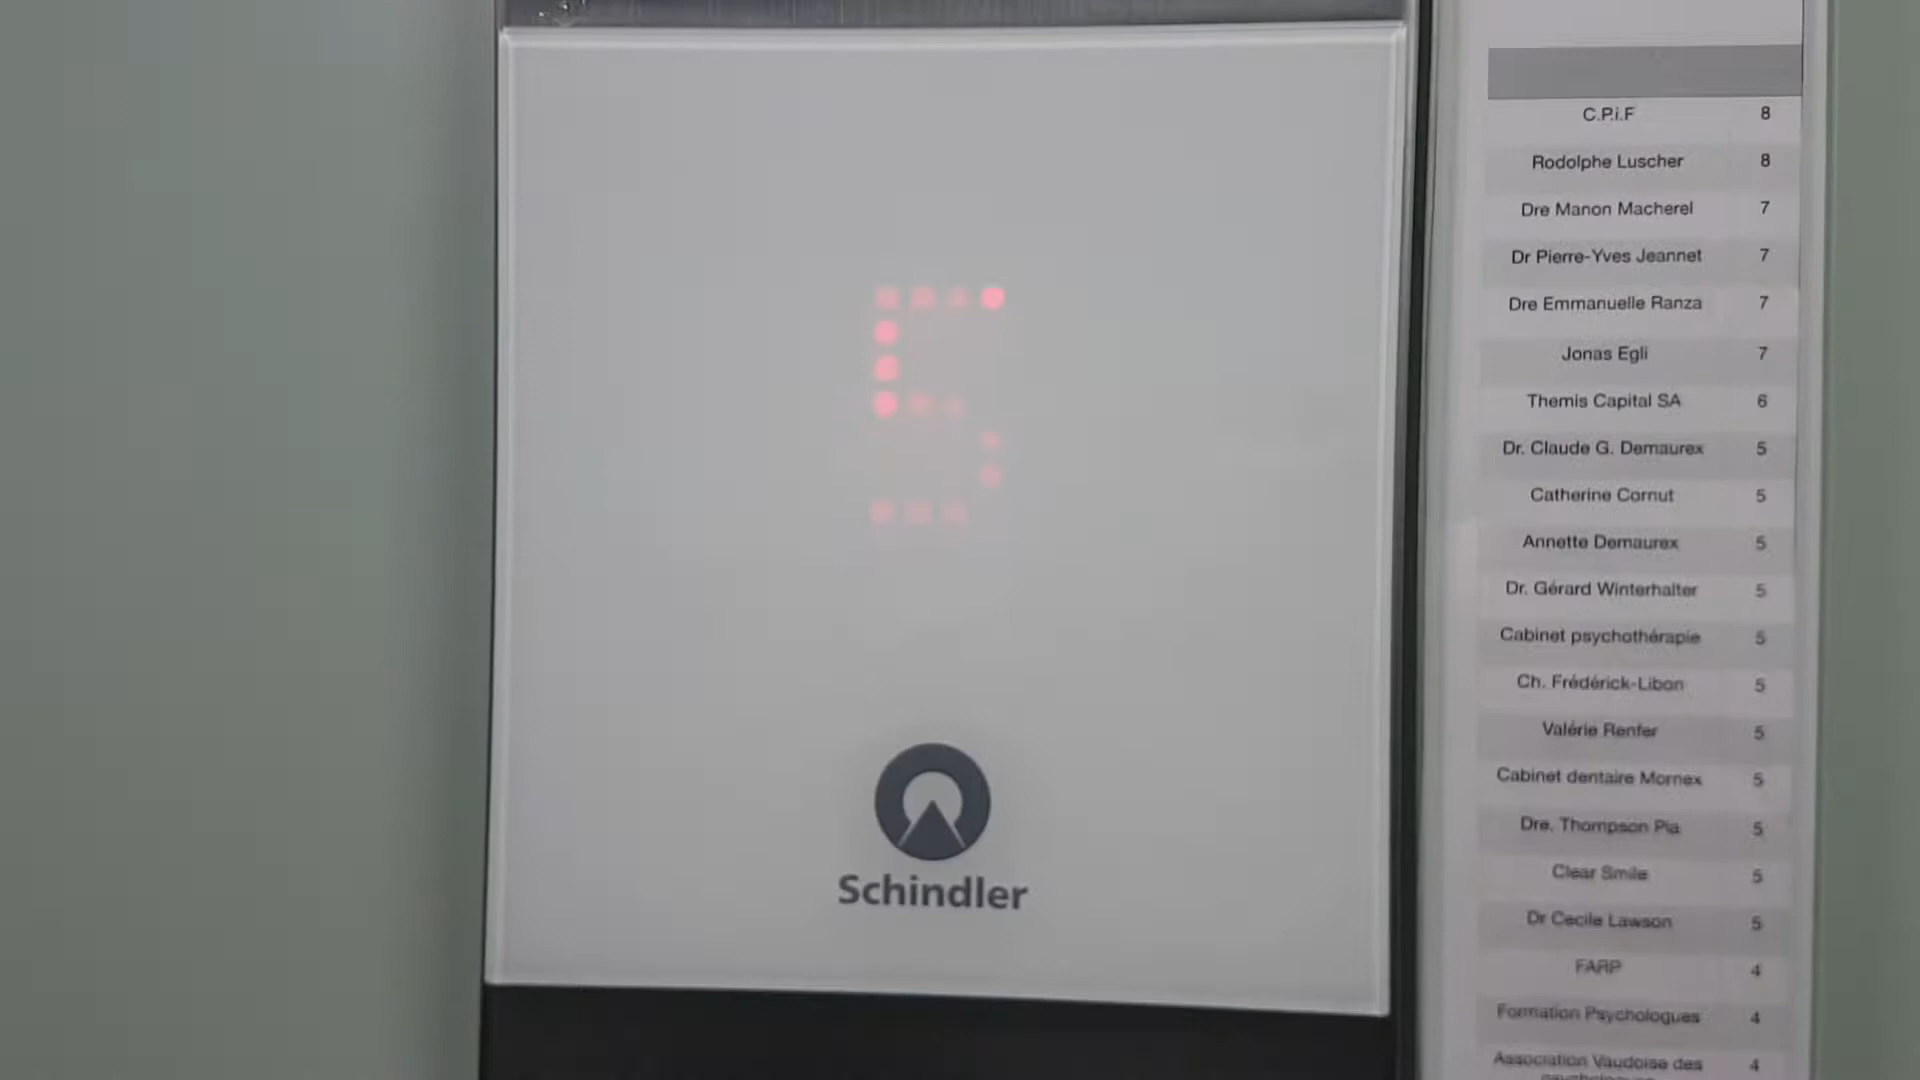 5
Schindler
C.P.i.F 8
Rodolphe Luscher 8
Dre Manon Macherel 7
Dr Pierre-Yves Jeannet 7
Dre Emmanuelle Ranza 7
Jonas Egli 7
Themis Capital SA 6
Dr. Claude G. Demaurex 5
Catherine Cornut 5
Annette Demaurex 5
Dr. Gérard Winterhalter 5
Cabinet psychothérapie 5
Ch. Frédérick-Libon 5
Valérie Renfer 5
Cabinet dentaire Mornex 5
Dre. Thompson Pia 5
Clear Smile 5
Dr Cecile Lawson 5
FARP 4
Formation Psychologues 4
Association Vaudoise des 4